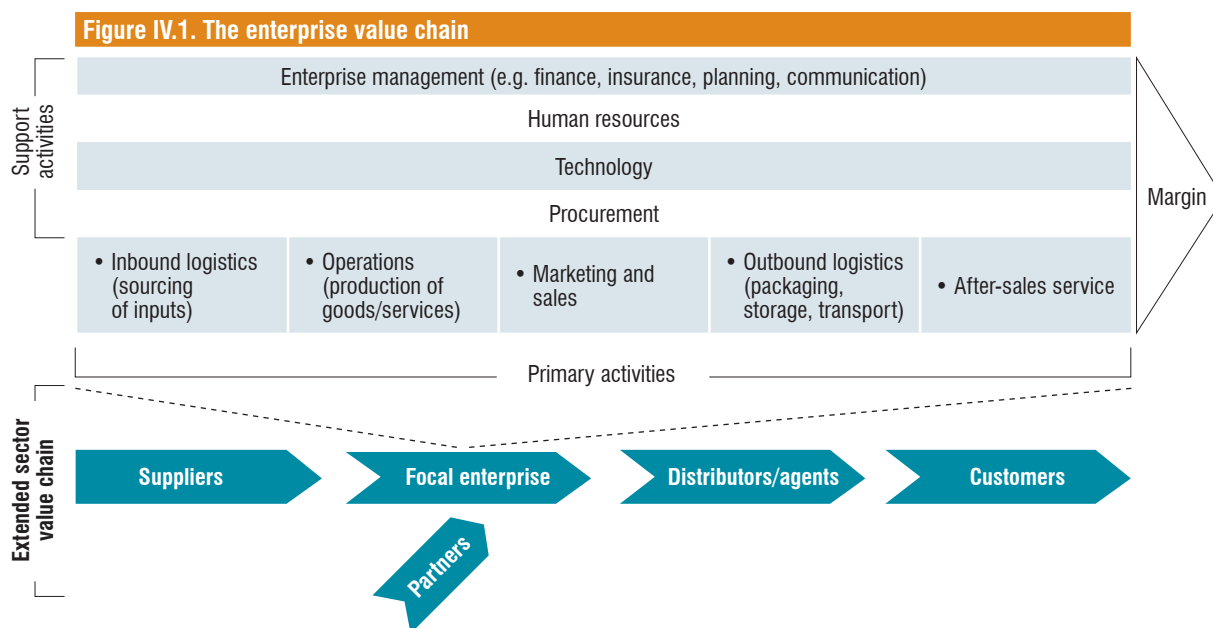 Figure IV.1. The enterprise value chain
Support
activities
Enterprise management (e.g. finance, insurance, planning, communication)
Human resources
Technology
Procurement
Margin
• Inbound logistics
(sourcing
of inputs)
• Operations
(production of
goods/services)
• Marketing and
sales
• Outbound logistics
(packaging,
storage, transport)
• After-sales service
Primary activities
Extended sector
value chain
Suppliers
Focal enterprise
Distributors/agents
Customers
Partners